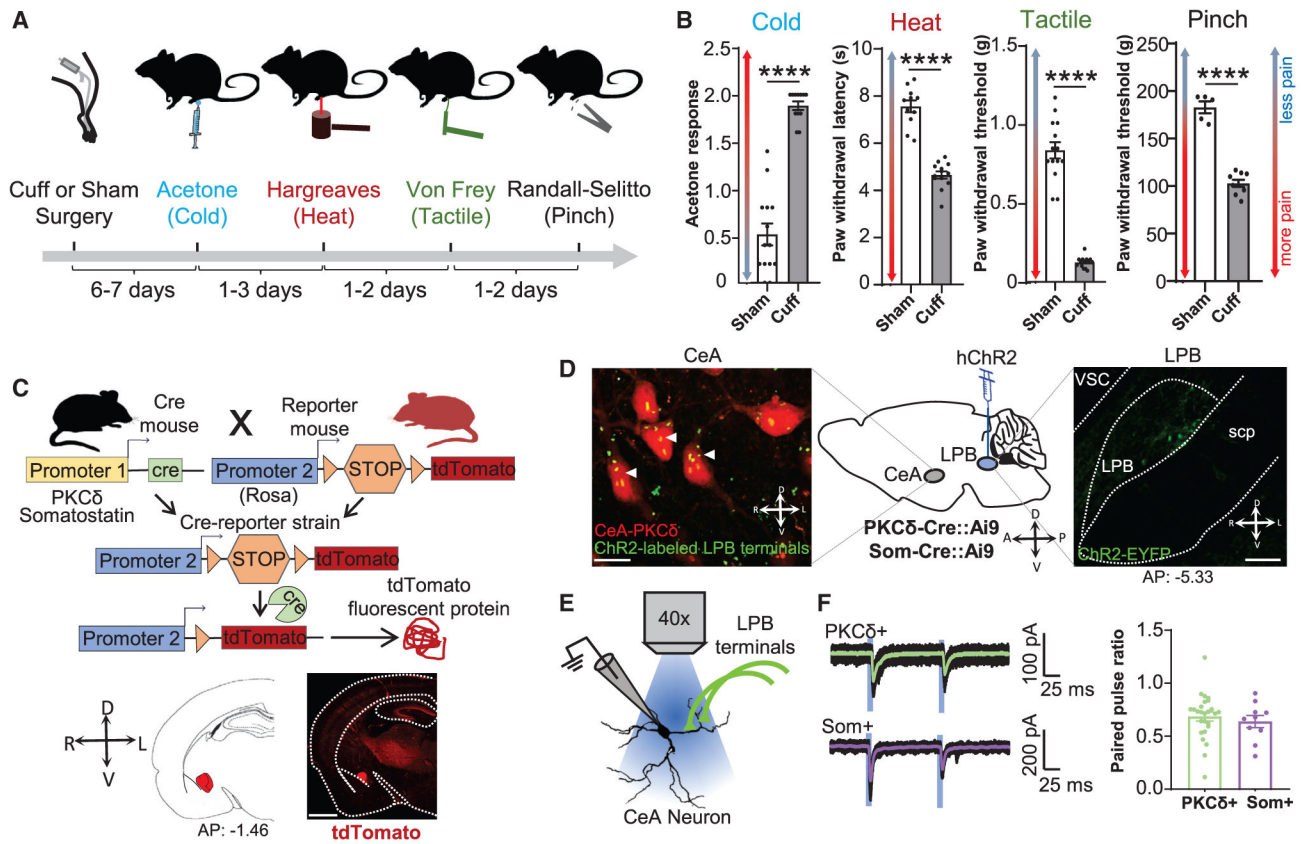 A
Cuff or Sham
Surgery
Acetone
(Cold)
Hargreaves
(Heat)
Von Frey
(Tactile)
Randall-Selitto
(Pinch)
6-7 days
1-3 days
1-2 days
1-2 days
B
Cold
Acetone response
2.5
2.0
1.5
1.0
0.5
0
****
Sham
Cuff
Heat
Paw withdrawal latency (s)
10
8
6
4
2
0
****
Sham
Cuff
Tactile
Paw withdrawal threshold (g)
1.5
1.0
0.5
0.0
****
Sham
Cuff
Pinch
Paw withdrawal threshold (g)
250
200
150
100
50
0
****
Sham
Cuff
less pain
more pain
C
Cre
mouse
X
Reporter
mouse
Promoter 1
cre
Promoter 2
STOP
tdTomato
PKCδ
Somatostatin
(Rosa)
Cre-reporter strain
Promoter 2
STOP
tdTomato
cre
tdTomato
fluorescent protein
Promoter 2
tdTomato
D
R
L
V
AP: -1.46
tdTomato
D
CeA
CeA-PKCδ
ChR2-labeled LPB terminals
D
R
L
V
hChR2
LPB
CeA
PKCδ-Cre::Ai9
Som-Cre::Ai9
D
A
P
V
LPB
VSC
scp
LPB
ChR2-EYFP
D
R
L
V
AP: -5.33
E
40x
LPB
terminals
CeA Neuron
F
PKCδ+
100 pA
25 ms
Som+
200 pA
25 ms
Paired pulse ratio
1.5
1.0
0.5
0.0
PKCδ+
Som+